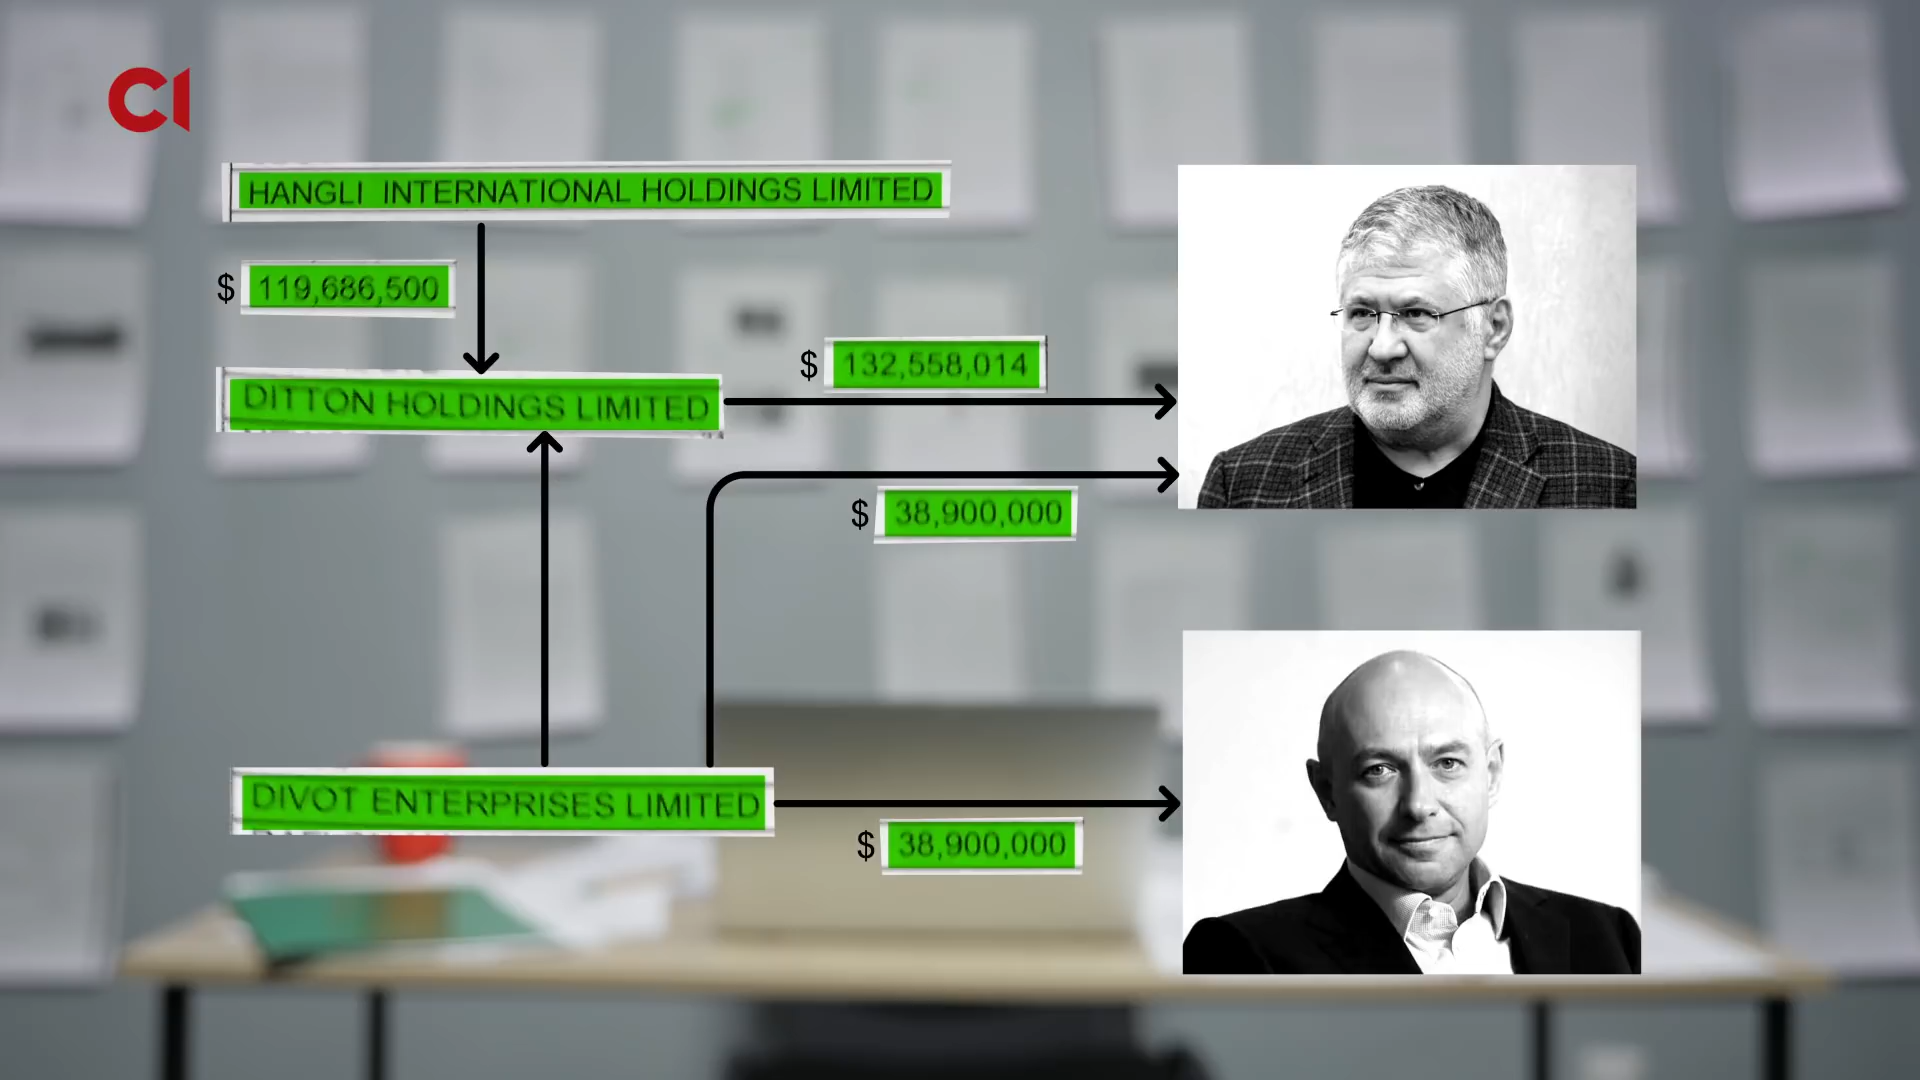 CI
HANGLI INTERNATIONAL HOLDINGS LIMITED
$ 119,686,500
$ 132,558,014
DITTON HOLDINGS LIMITED
$ 38,900,000
DIVOT ENTERPRISES LIMITED
$ 38,900,000